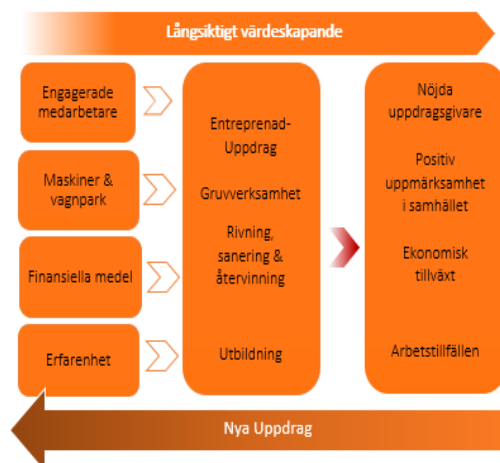 Långsiktigt värdeskapande
Engagerade
medarbetare
Maskiner &
vagnpark
Finansiella medel
Erfarenhet
Entreprenad-
Uppdrag
Gruvverksamhet
Rivning,
sanering &
återvinning
Utbildning
Nöjda
uppdragsgivare
Positiv
uppmärksamhet
i samhället
Ekonomisk
tillväxt
Arbetstillfällen
Nya Uppdrag